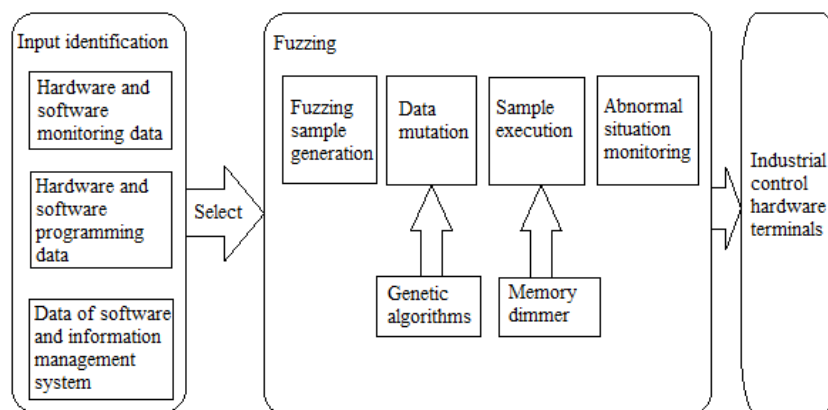 Input identification
Hardware and
software
monitoring data
Hardware and
software
programming
data
Data of software
and information
management
system
Select
Fuzzing
Fuzzing
sample
generation
Data
mutation
Sample
execution
Abnormal
situation
monitoring
Genetic
algorithms
Memory
dimmer
Industrial
control
hardware
terminals